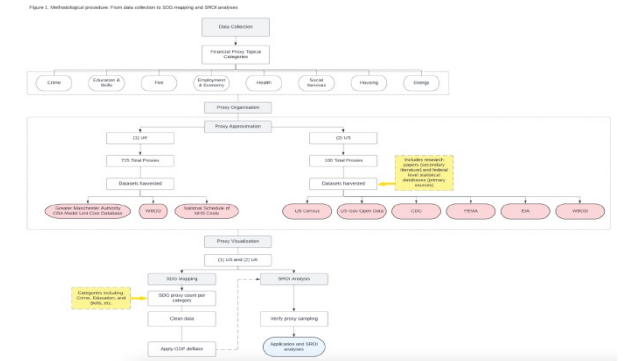 Figure 1. Methodological procedure: From data collection to SDG mapping and SROI analyses
Data Collection
Financial Proxy Topical
Categories
Crime
Education &
Skills
Fire
Employment
& Economy
Health
Social
Services
Housing
Energy
Proxy Organisation
Proxy Approximation
(1) UK
(2) US
725 Total Proxies
100 Total Proxies
Includes research
papers (secondary
literature) and federal
level statistical
databases (primary
sources)
Datasets harvested
Datasets harvested
Greater Manchester Authority
CBA Model Unit Cost Database
National Schedule of
NHS Costs
US Census
US Gov Open Data
CDC
FEMA
EIA
Proxy Visualisation
(1) US and (2) UK
SDG Mapping
SROI Analysis
Categories including
Crime, Education, and
Skills, etc.
SDG proxy count per
category
Clean data
Verify proxy sampling
Apply GDP deflator
Application and SROI
analyses